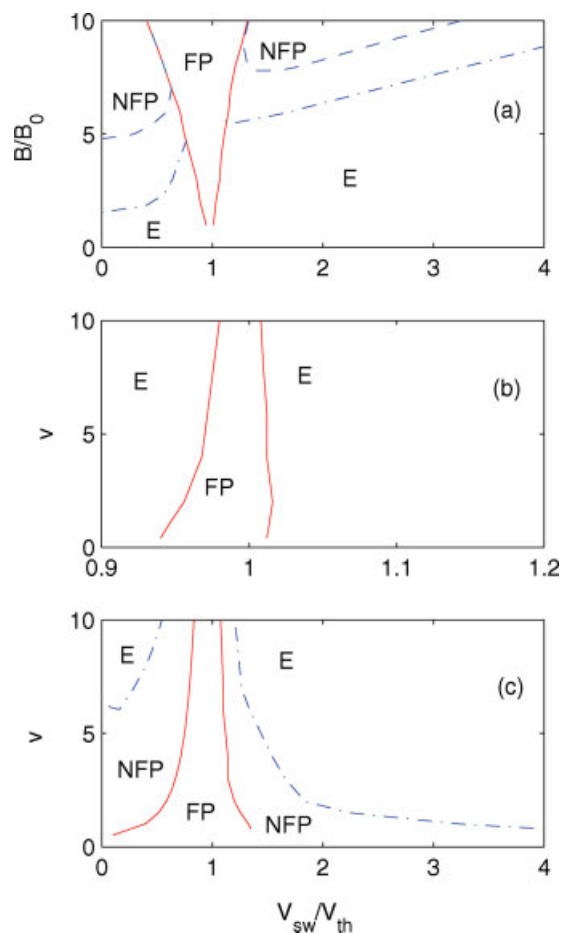 10
FP
NFP
NFP
(a)
B/B0
5
E
E
0
0 1 2 3 4
10
E
E
(b)
v
5
FP
0
0.9 1 1.1 1.2
10
E
E
(c)
v
5
NFP
FP
NFP
0
0 1 2 3 4
Vsw/Vth